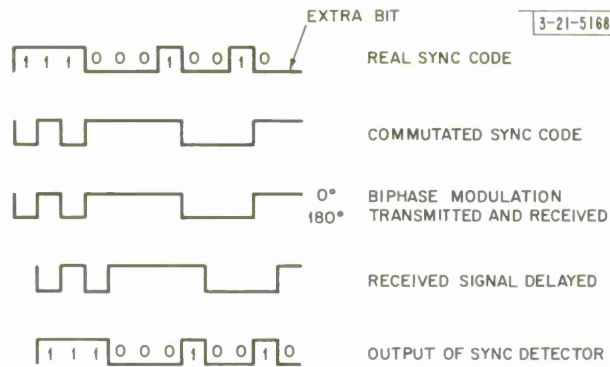 EXTRA BIT
3-21-5168
1 1 1 0 0 0 1 0 0 1 0
REAL SYNC CODE
COMMUTATED SYNC CODE
0° BIPHASE MODULATION
180° TRANSMITTED AND RECEIVED
RECEIVED SIGNAL DELAYED
1 1 1 0 0 0 1 0 0 1 0
OUTPUT OF SYNC DETECTOR